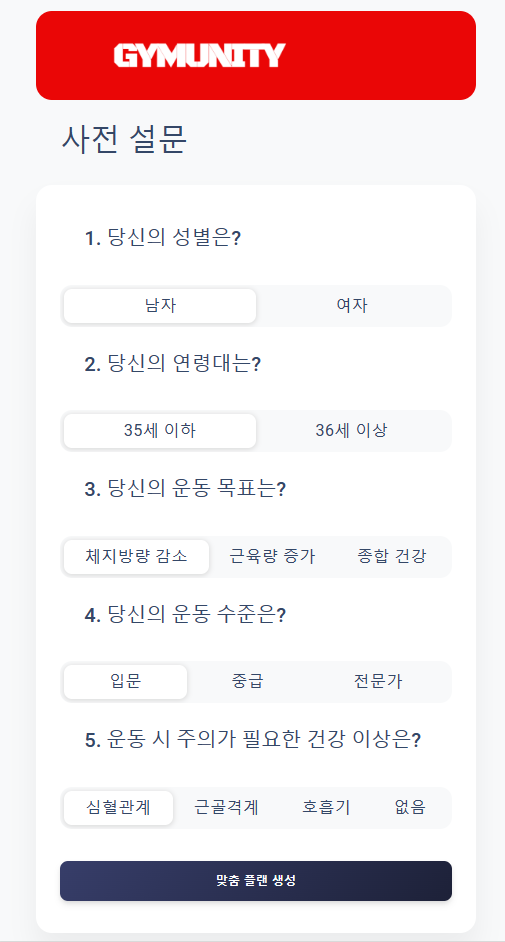 GYMUNITY
사전 설문
1. 당신의 성별은?
남자 여자
2. 당신의 연령대는?
35세 이하 36세 이상
3. 당신의 운동 목표는?
체지방량 감소 근육량 증가 종합 건강
4. 당신의 운동 수준은?
입문 중급 전문가
5. 운동 시 주의가 필요한 건강 이상은?
심혈관계 근골격계 호흡기 없음
맞춤 플랜 생성